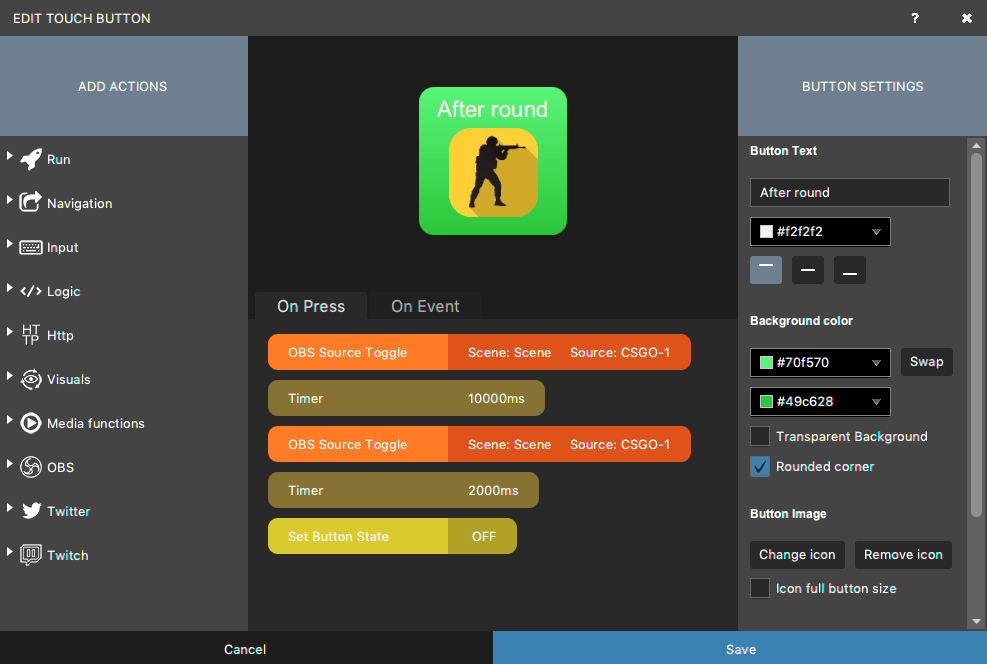 EDIT TOUCH BUTTON
?
ADD ACTIONS
Run
Navigation
Input
Logic
HTTP Http
Visuals
Media functions
OBS
Twitter
Twitch
After round
On Press On Event
OBS Source Toggle Scene: Scene Source: CSGO-1
Timer 10000ms
OBS Source Toggle Scene: Scene Source: CSGO-1
Timer 2000ms
Set Button State OFF
BUTTON SETTINGS
Button Text
After round
#f2f2f2
Background color
#70f570 Swap
#49c628
Transparent Background
Rounded corner
Button Image
Change icon Remove icon
Icon full button size
Cancel
Save